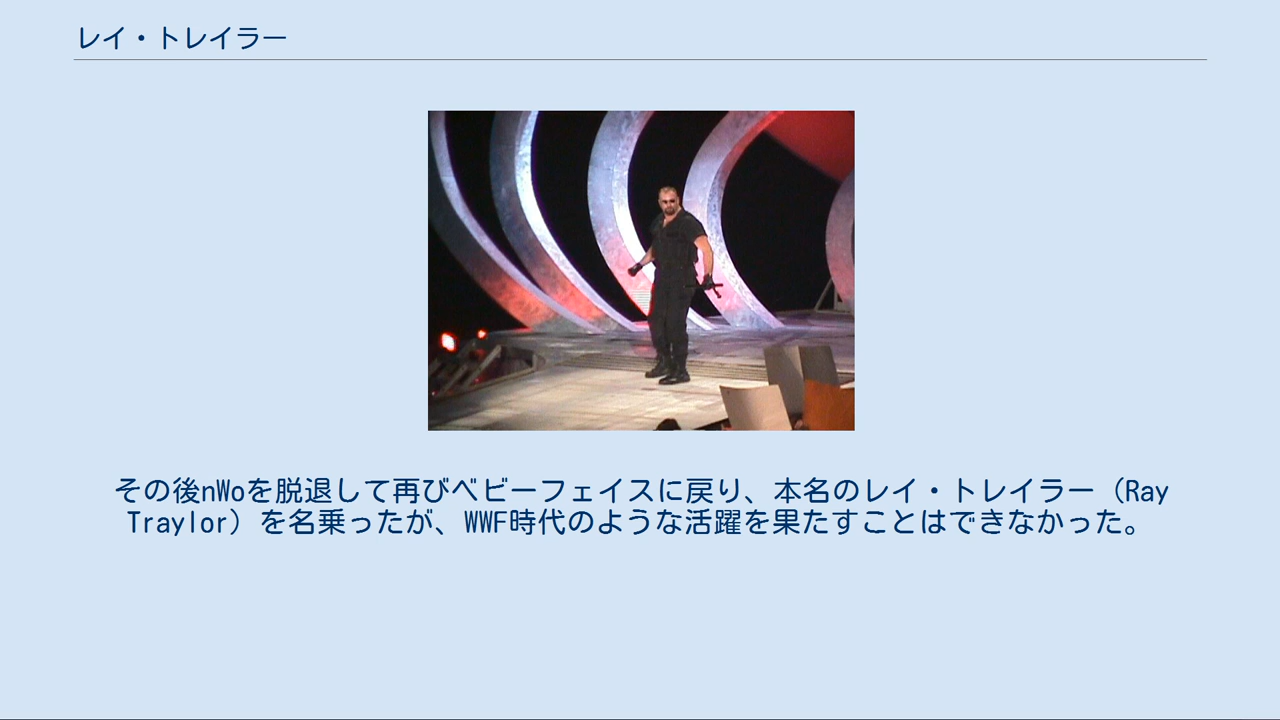 レイ・トレイラー
その後nWoを脱退して再びベビーフェイスに戻り、本名のレイ・トレイラー（Ray
Traylor）を名乗ったが、WWF時代のような活躍を果たすことはできなかった。